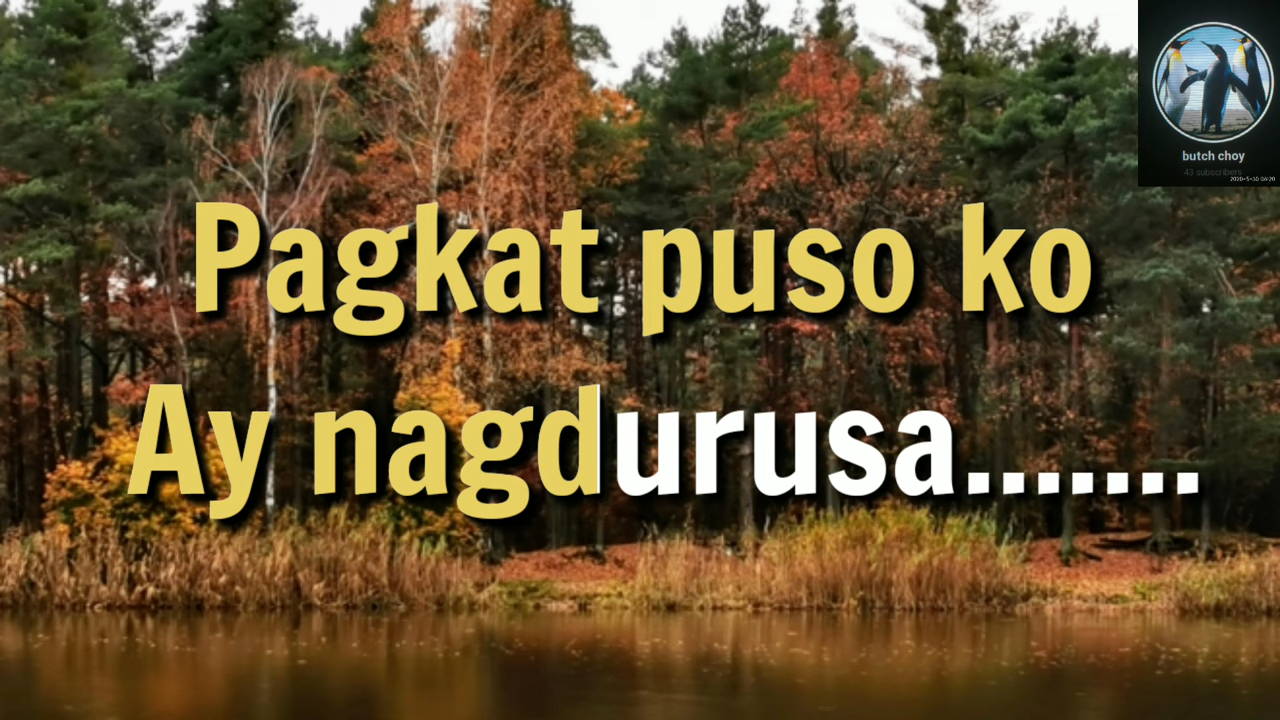 butch choy
43 subscribers
Pagkat puso ko
Ay nagdurusa.......